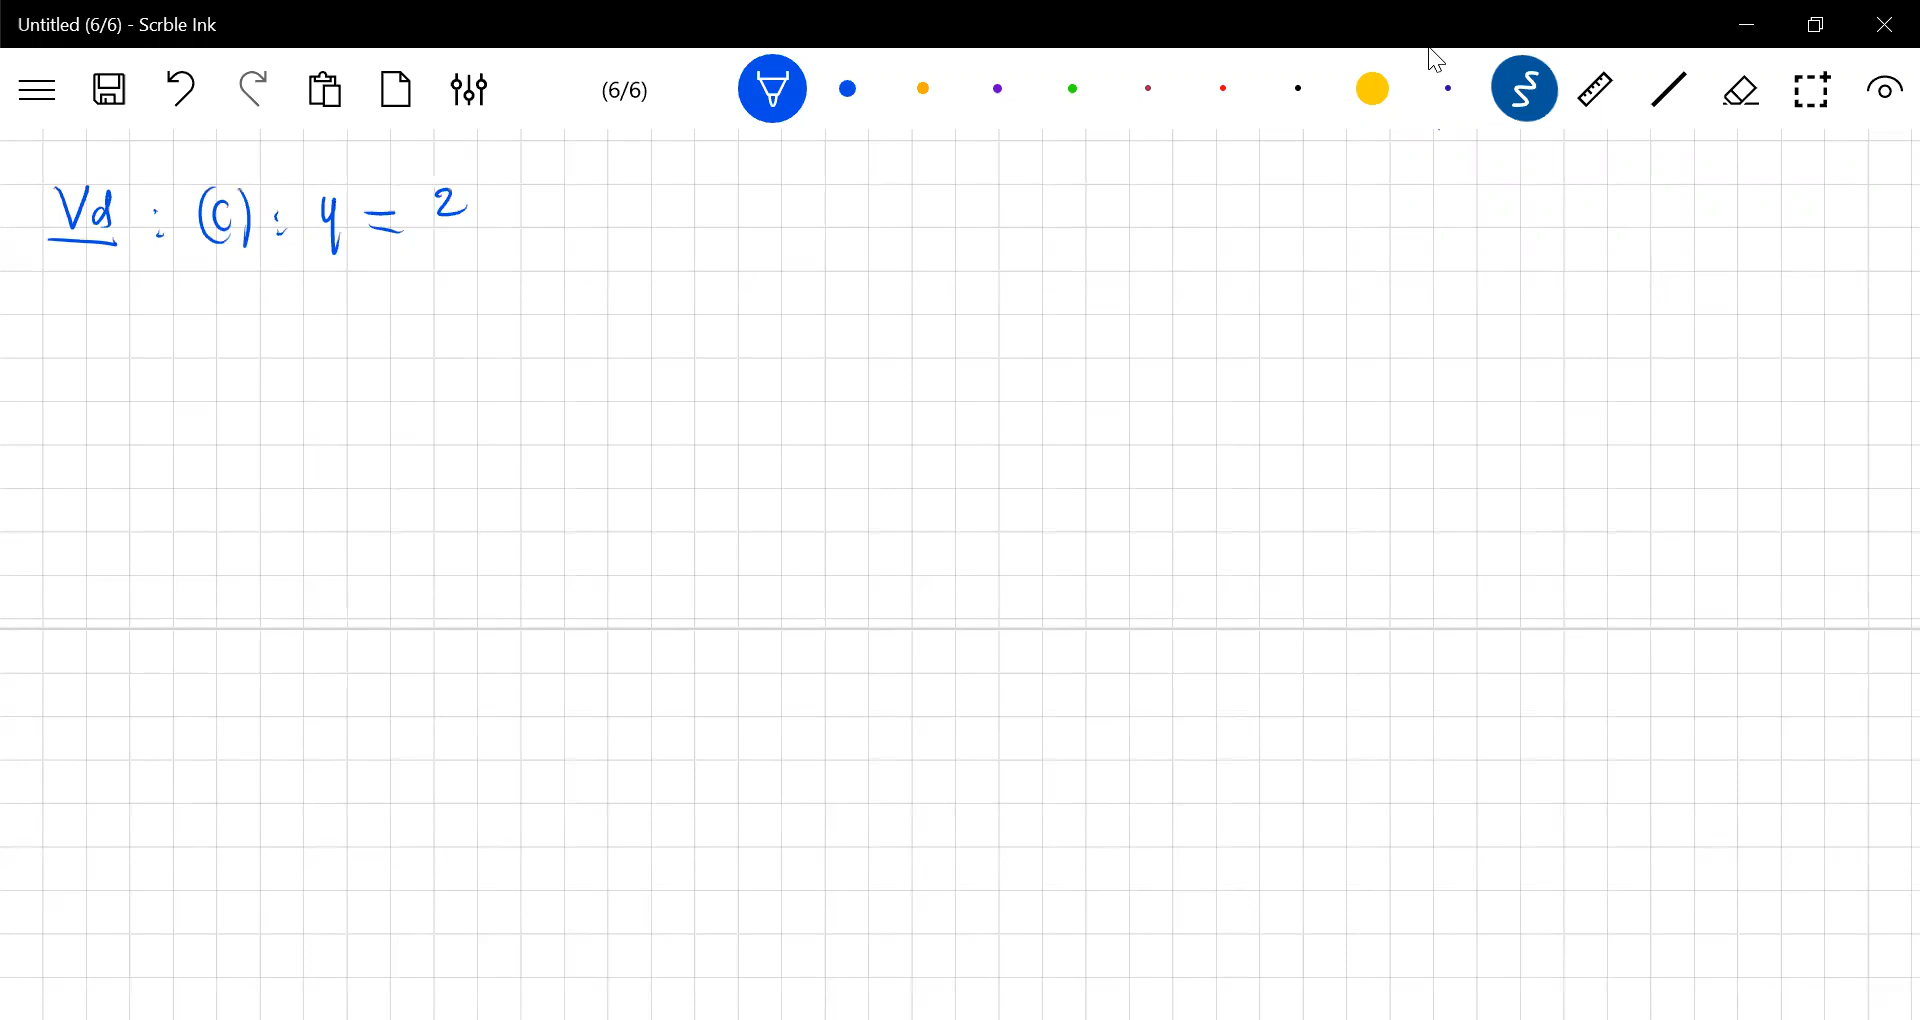 Untitled (6/6) - Scrble Ink
(6/6)
Vd : (C) : y = 2